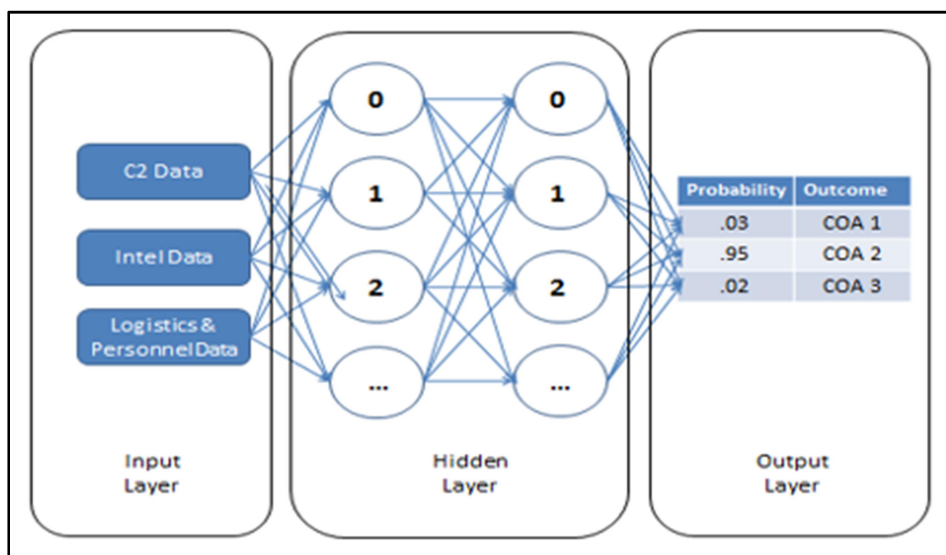 C2 Data
Intel Data
Logistics &
Personnel Data
Input
Layer
0
1
2
...
0
1
2
...
Hidden
Layer
Probability Outcome
.03 COA 1
.95 COA 2
.02 COA 3
Output
Layer